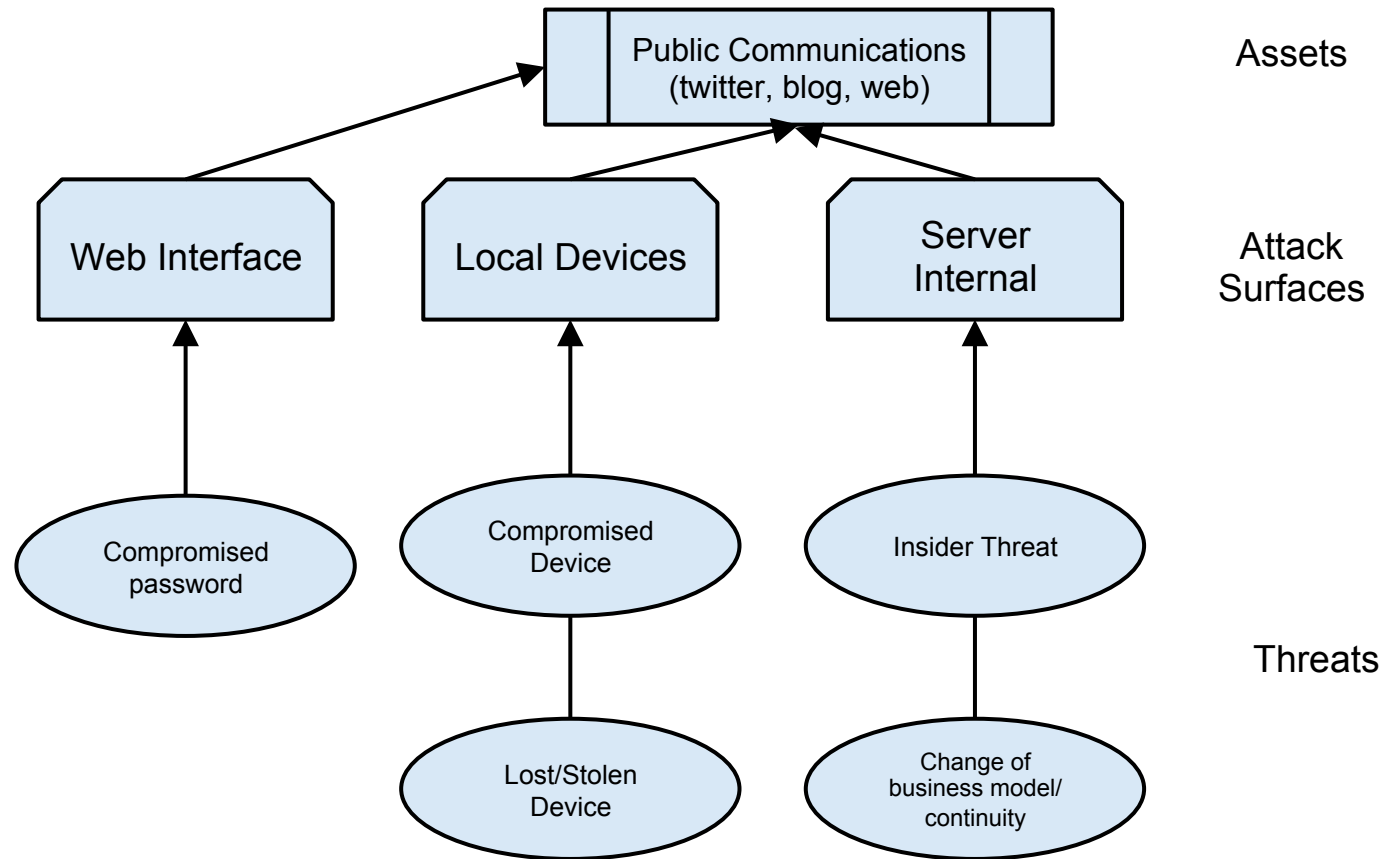 Public Communications
(twitter, blog, web)
Assets
Web Interface
Local Devices
Server
Internal
Attack
Surfaces
Compromised
password
Compromised
Device
Insider Threat
Threats
Lost/Stolen
Device
Change of
business model/
continuity